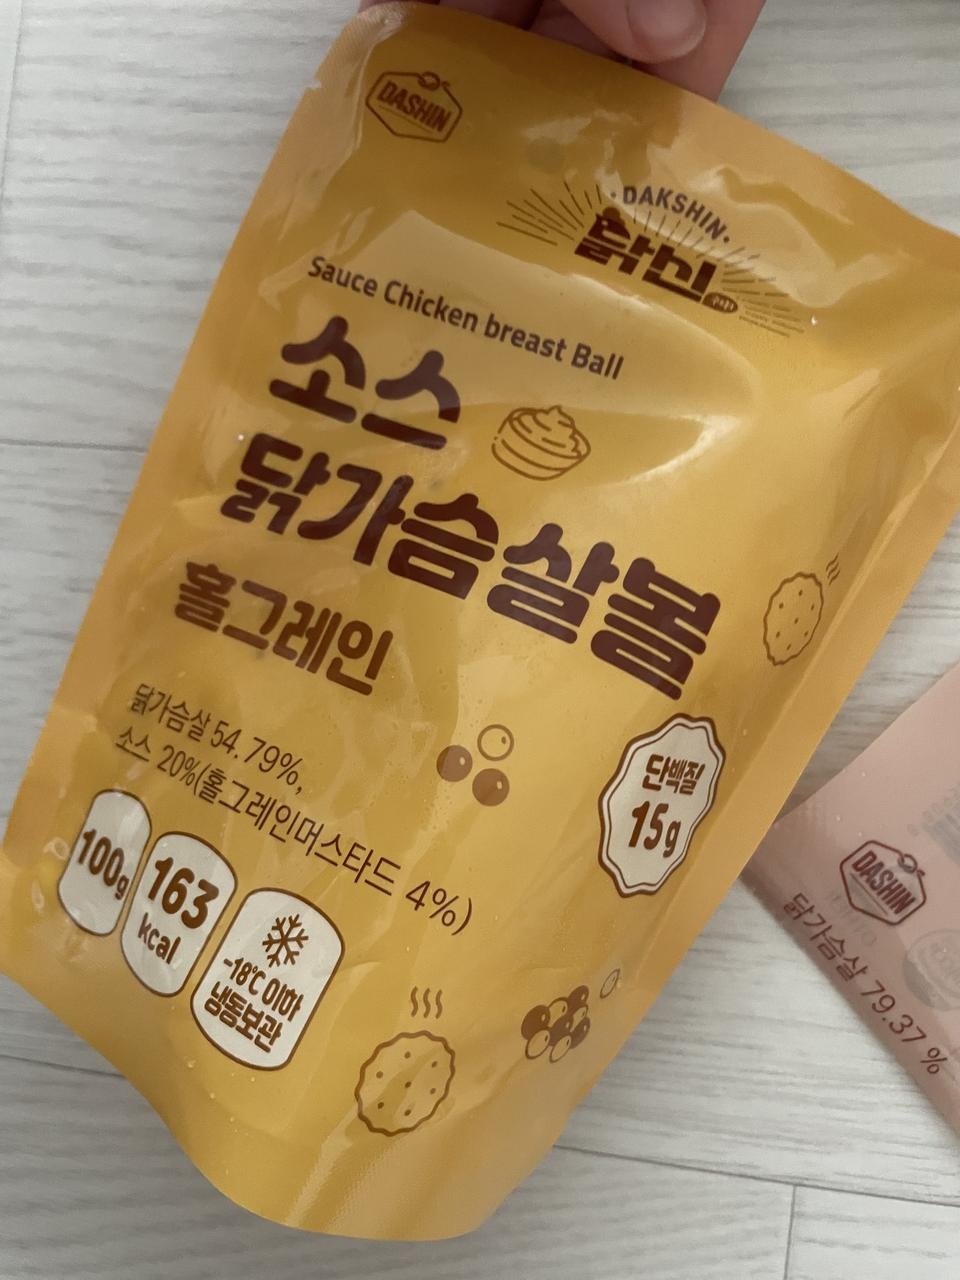 DASHIN
·DAKSHIN·
닭신
Sauce Chicken breast Ball
소스
닭가슴살볼
홀그레인
닭가슴살 54.79%,
소스 20%(홀그레인머스타드 4%)
단백질
15g
100g
163
kcal
-18℃ 이하
냉동보관
DASHIN
닭가슴살 79.37 %